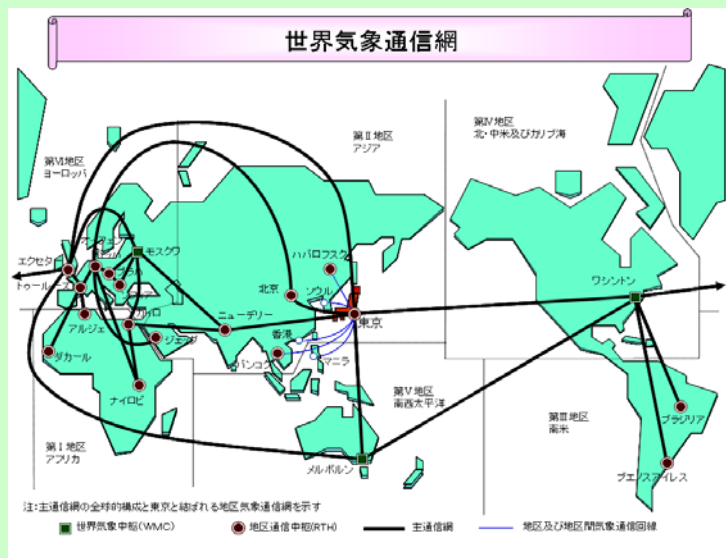 世界気象通信網
第Ⅵ地区
ヨーロッパ
第Ⅱ地区
アジア
第Ⅳ地区
北・中米及びカリブ海
エクセター
オッフェン
モスクワ
プラハ
トゥールーズ
ハバロフスク
北京
ソウル
ワシントン
アルジェ
カイロ
ジェッダ
ニューデリー
東京
香港
ダカール
バンコク
マニラ
ナイロビ
第Ⅴ地区
南西太平洋
第Ⅰ地区
アフリカ
第Ⅲ地区
南米
ブラジリア
メルボルン
ブエノスアイレス
注:主通信網の全球的構成と東京と結ばれる地区気象通信網を示す
世界気象中枢(WMC)
地区通信中枢(RTH)
主通信網
地区及び地区間気象通信回線